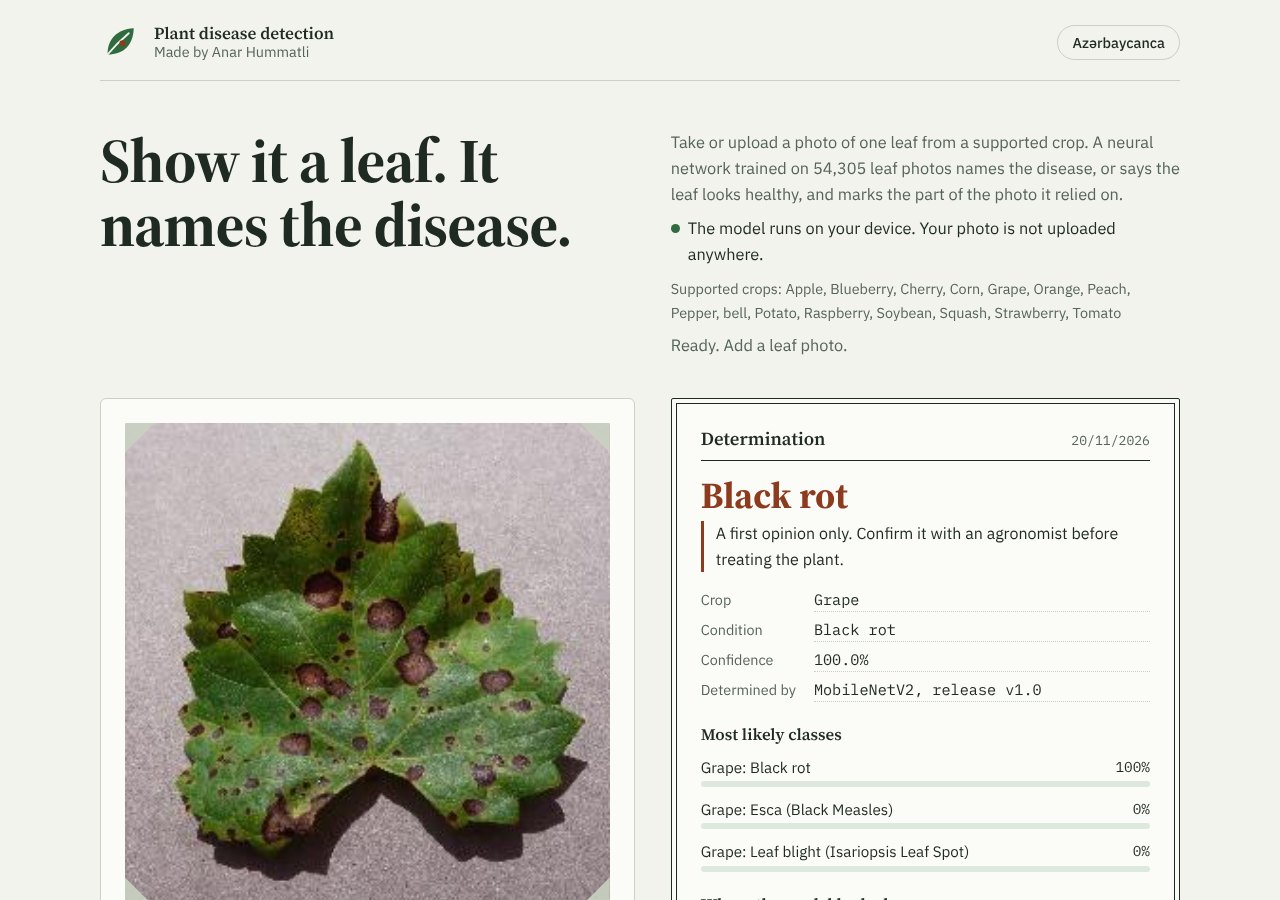 Plant disease detection
Made by Anar Hummatli
Azərbaycanca
Show it a leaf. It
names the disease.
Take or upload a photo of one leaf from a supported crop. A neural
network trained on 54,305 leaf photos names the disease, or says the
leaf looks healthy, and marks the part of the photo it relied on.
The model runs on your device. Your photo is not uploaded
anywhere.
Supported crops: Apple, Blueberry, Cherry, Corn, Grape, Orange, Peach,
Pepper, bell, Potato, Raspberry, Soybean, Squash, Strawberry, Tomato
Ready. Add a leaf photo.
Determination 20/11/2026
Black rot
A first opinion only. Confirm it with an agronomist before
treating the plant.
Crop Grape
Condition Black rot
Confidence 100.0%
Determined by MobileNetV2, release v1.0
Most likely classes
Grape: Black rot 100%
Grape: Esca (Black Measles) 0%
Grape: Leaf blight (Isariopsis Leaf Spot) 0%